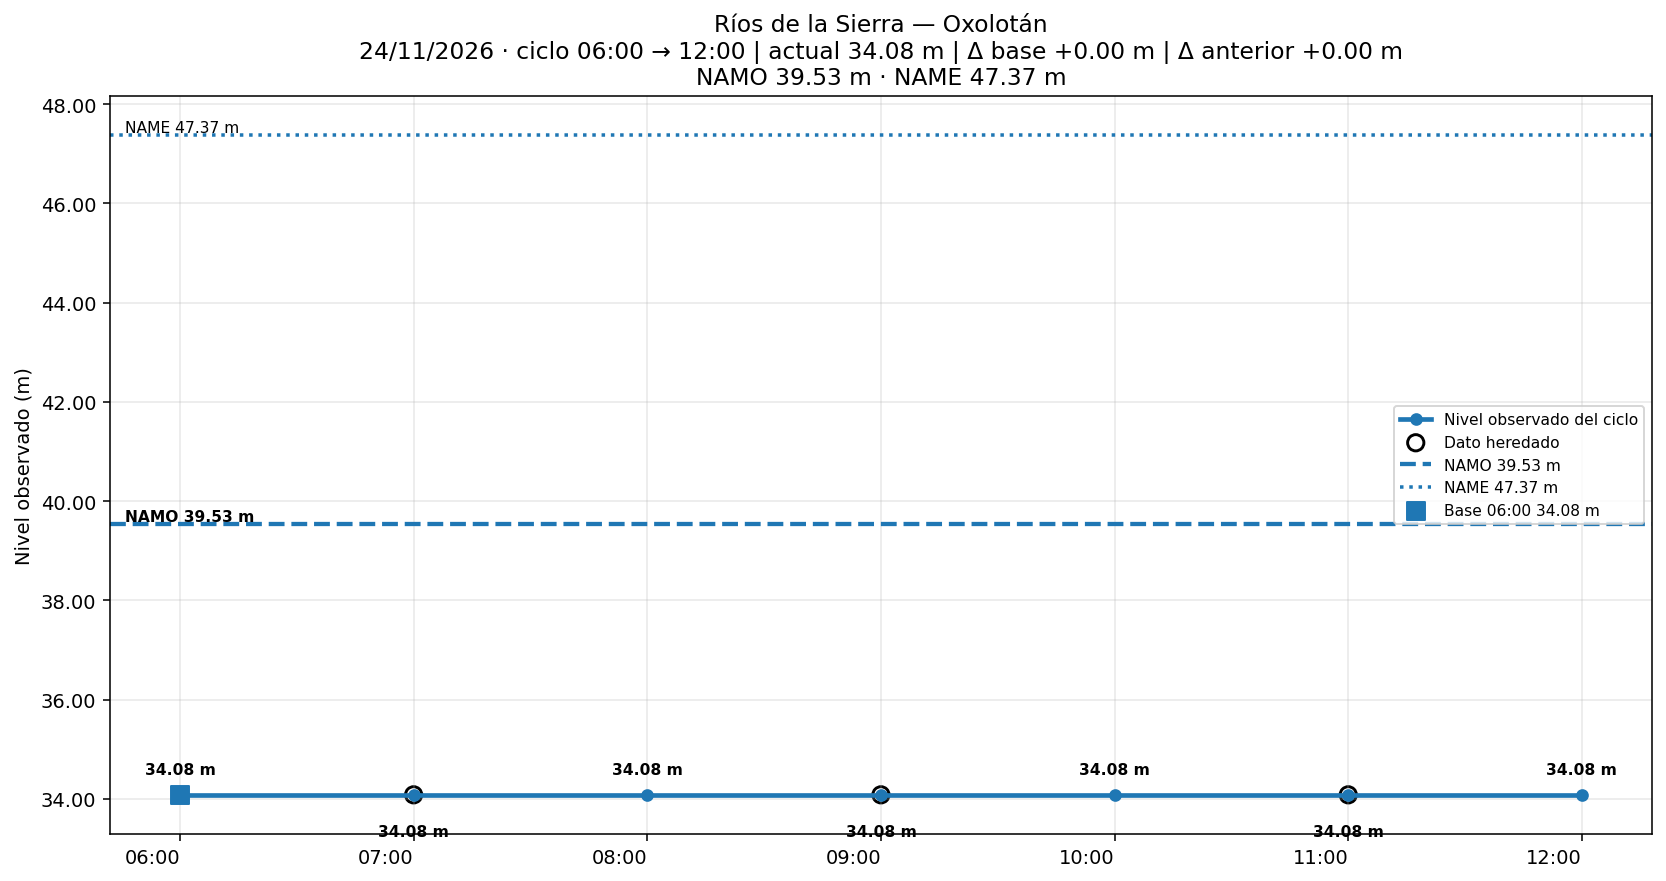 Ríos de la Sierra — Oxolotán
24/11/2026 · ciclo 06:00 → 12:00 | actual 34.08 m | Δ base +0.00 m | Δ anterior +0.00 m
NAMO 39.53 m · NAME 47.37 m
Nivel observado (m)
48.00
46.00
44.00
42.00
40.00
38.00
36.00
34.00
NAME 47.37 m
NAMO 39.53 m
Nivel observado del ciclo
Dato heredado
NAMO 39.53 m
NAME 47.37 m
Base 06:00 34.08 m
34.08 m
34.08 m
34.08 m
34.08 m
34.08 m
34.08 m
34.08 m
06:00
07:00
08:00
09:00
10:00
11:00
12:00